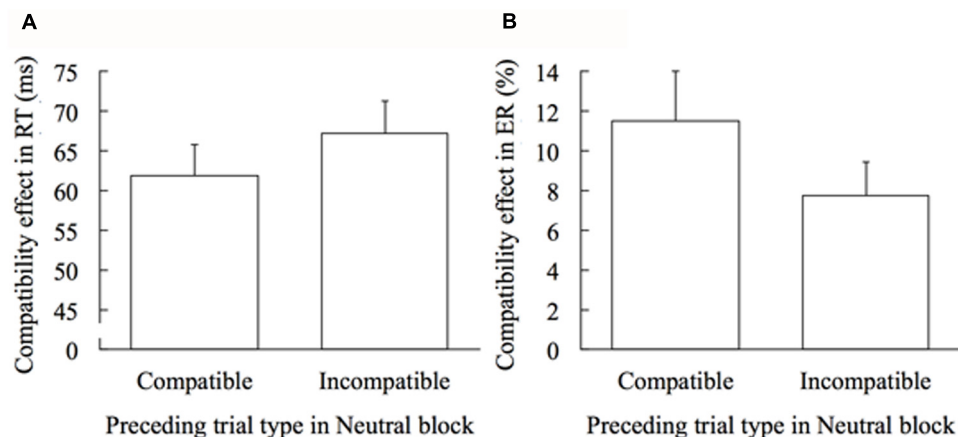 A
Compatibility effect in RT (ms)
75
70
65
60
55
50
45
0
Compatible Incompatible
Preceding trial type in Neutral block
B
Compatibility effect in ER (%)
14
12
10
8
6
4
2
0
Compatible Incompatible
Preceding trial type in Neutral block